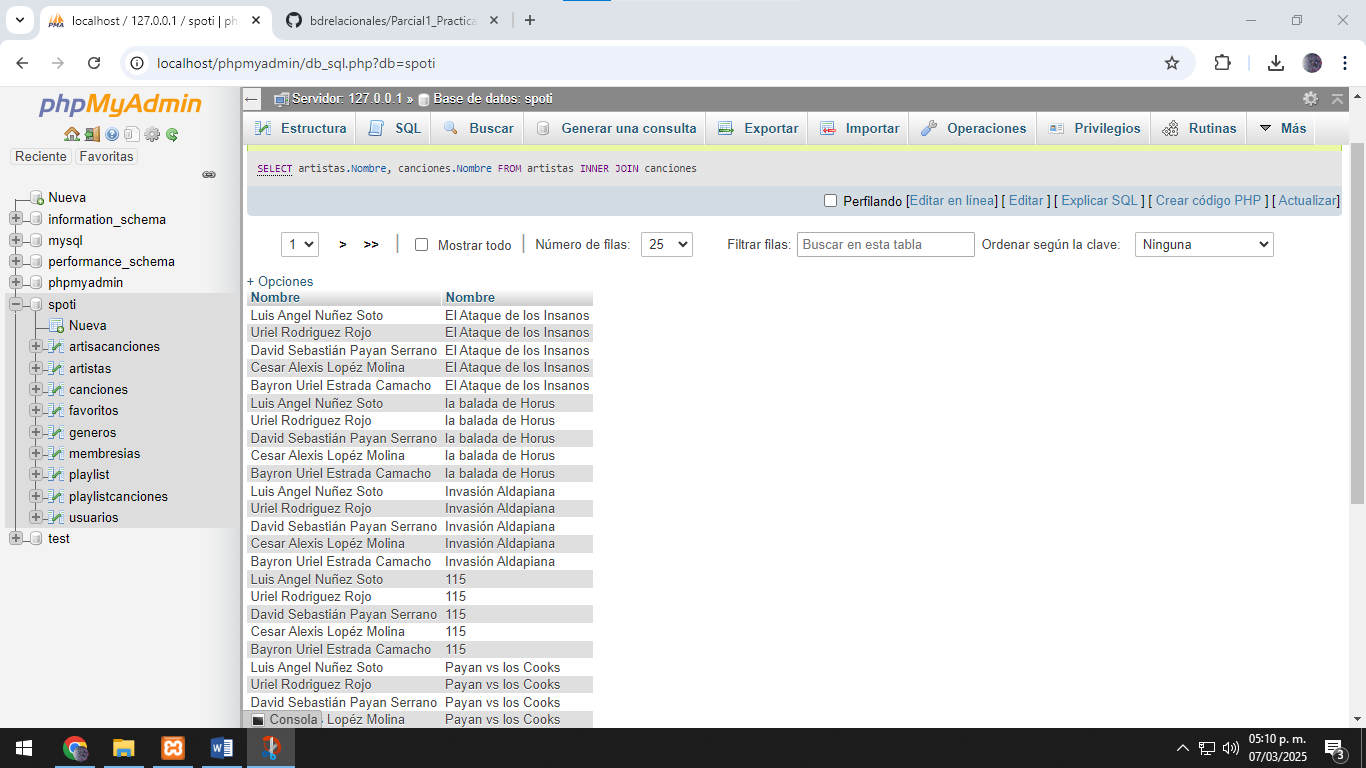 localhost / 127.0.0.1 / spoti | ph
bdrelacionales/Parcial1_Practica
localhost/phpmyadmin/db_sql.php?db=spoti
phpMyAdmin
Reciente Favoritas
Nueva
information_schema
mysql
performance_schema
phpmyadmin
spoti
Nueva
artisacanciones
artistas
canciones
favoritos
generos
membresias
playlist
playlistcanciones
usuarios
test
Servidor: 127.0.0.1 » Base de datos: spoti
Estructura SQL Buscar Generar una consulta Exportar Importar Operaciones Privilegios Rutinas Más
SELECT artistas.Nombre, canciones.Nombre FROM artistas INNER JOIN canciones
Perfilando [Editar en línea] [ Editar ] [ Explicar SQL ] [ Crear código PHP ] [ Actualizar]
1 > >> | Mostrar todo | Número de filas: 25 Filtrar filas: Buscar en esta tabla Ordenar según la clave: Ninguna
+ Opciones
Nombre Nombre
Luis Angel Nuñez Soto El Ataque de los Insanos
Uriel Rodriguez Rojo El Ataque de los Insanos
David Sebastián Payan Serrano El Ataque de los Insanos
Cesar Alexis Lopéz Molina El Ataque de los Insanos
Bayron Uriel Estrada Camacho El Ataque de los Insanos
Luis Angel Nuñez Soto la balada de Horus
Uriel Rodriguez Rojo la balada de Horus
David Sebastián Payan Serrano la balada de Horus
Cesar Alexis Lopéz Molina la balada de Horus
Bayron Uriel Estrada Camacho la balada de Horus
Luis Angel Nuñez Soto Invasión Aldapiana
Uriel Rodriguez Rojo Invasión Aldapiana
David Sebastián Payan Serrano Invasión Aldapiana
Cesar Alexis Lopéz Molina Invasión Aldapiana
Bayron Uriel Estrada Camacho Invasión Aldapiana
Luis Angel Nuñez Soto 115
Uriel Rodriguez Rojo 115
David Sebastián Payan Serrano 115
Cesar Alexis Lopéz Molina 115
Bayron Uriel Estrada Camacho 115
Luis Angel Nuñez Soto Payan vs los Cooks
Uriel Rodriguez Rojo Payan vs los Cooks
David Sebastián Payan Serrano Payan vs los Cooks
Consola Lopéz Molina Payan vs los Cooks
05:10 p. m.
07/03/2025
3